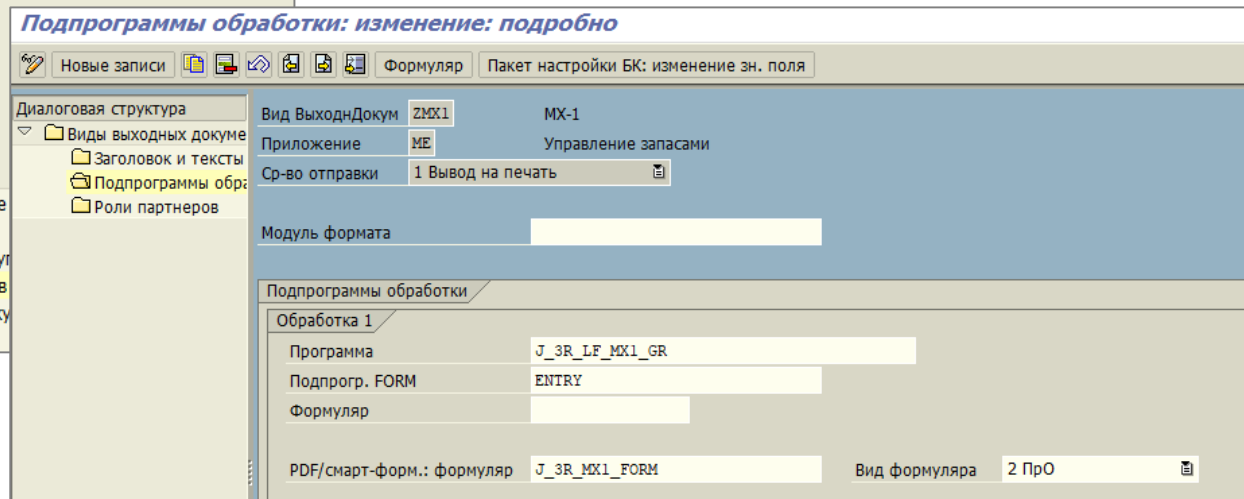 Подпрограммы обработки: изменение: подробно
Новые записи Формуляр Пакет настройки БК: изменение зн. поля
Диалоговая структура
Виды выходных докуме
Заголовок и тексты
Подпрограммы обра
Роли партнеров
Вид ВыходнДокум ZMX1 МХ-1
Приложение ME Управление запасами
Ср-во отправки 1 Вывод на печать
Модуль формата
Подпрограммы обработки
Обработка 1
Программа J_3R_LF_MX1_GR
Подпрогр. FORM ENTRY
Формуляр
PDF/смарт-форм.: формуляр J_3R_MX1_FORM Вид формуляра 2 ПрО